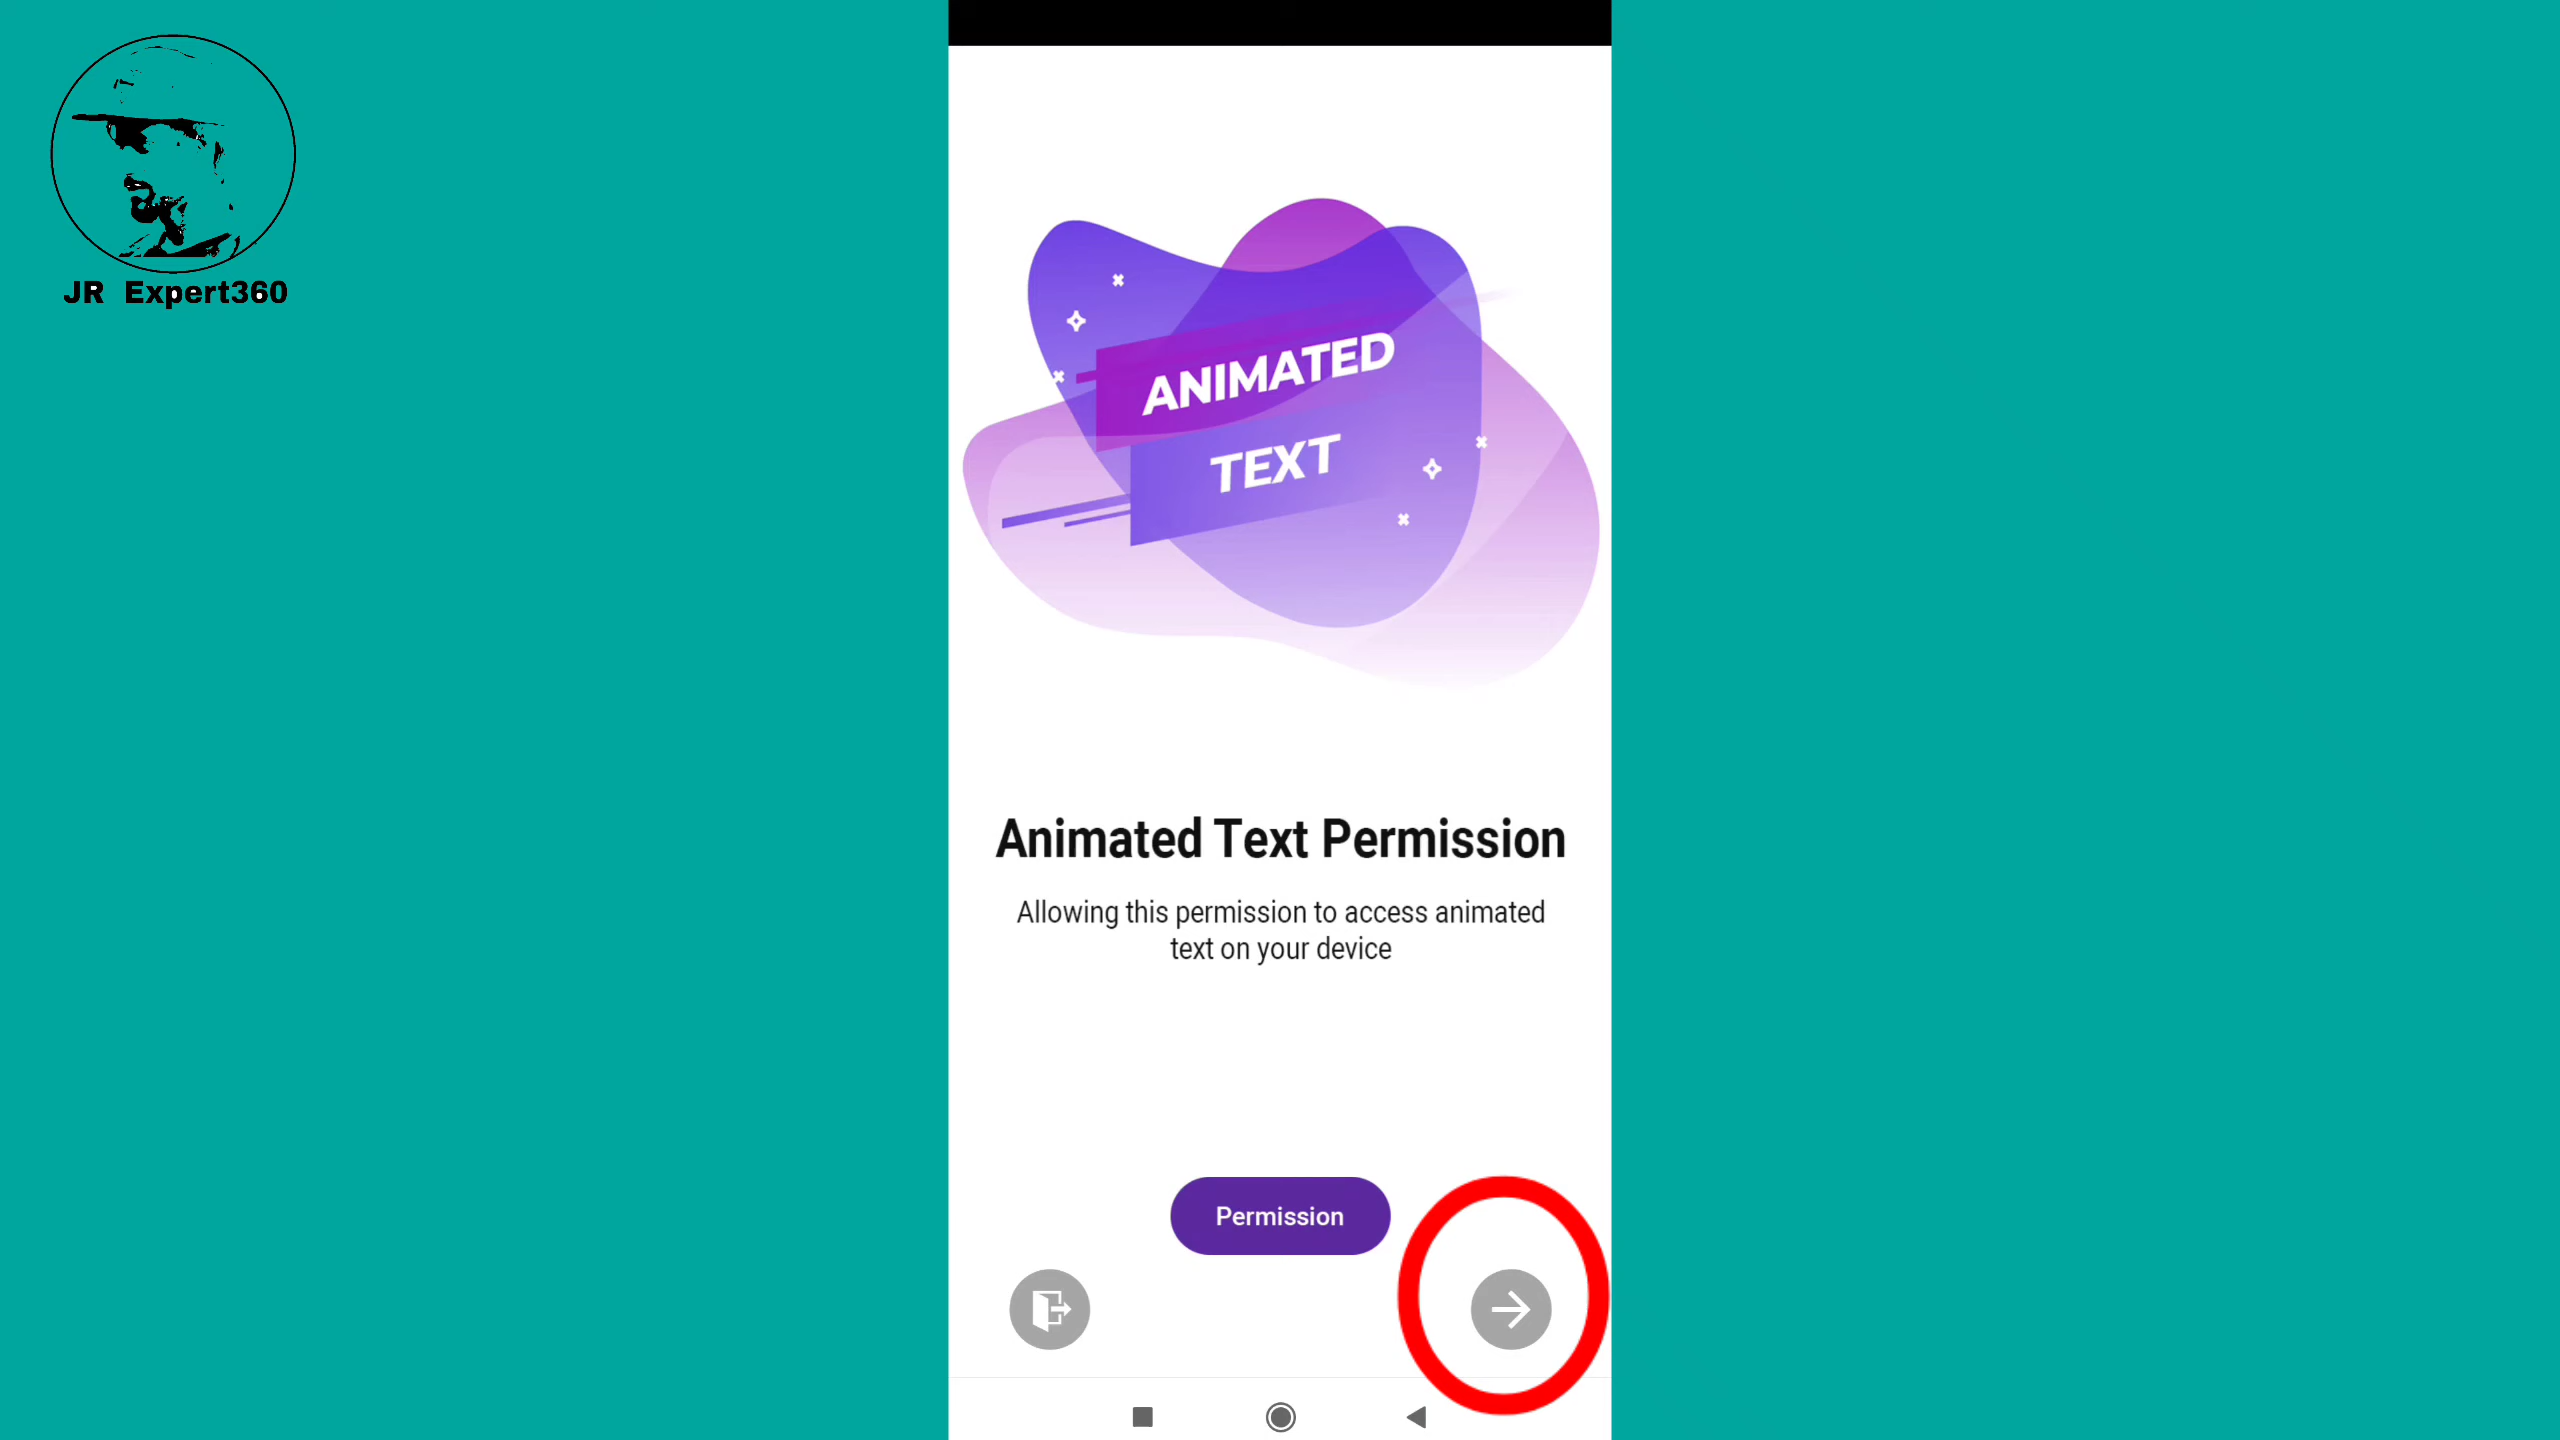 JR Expert360
ANIMATED
TEXT
Animated Text Permission
Allowing this permission to access animated
text on your device
Permission